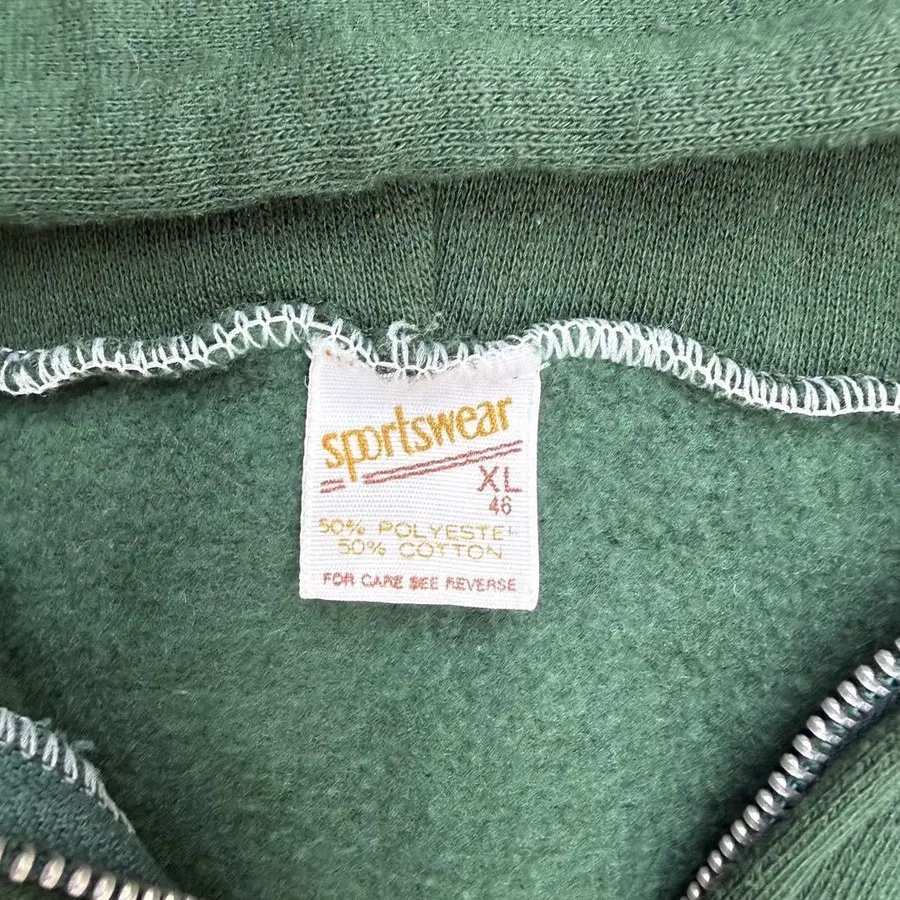 sportswear
XL
46
50% POLYESTE
50% COTTON
FOR CARE SEE REVERSE